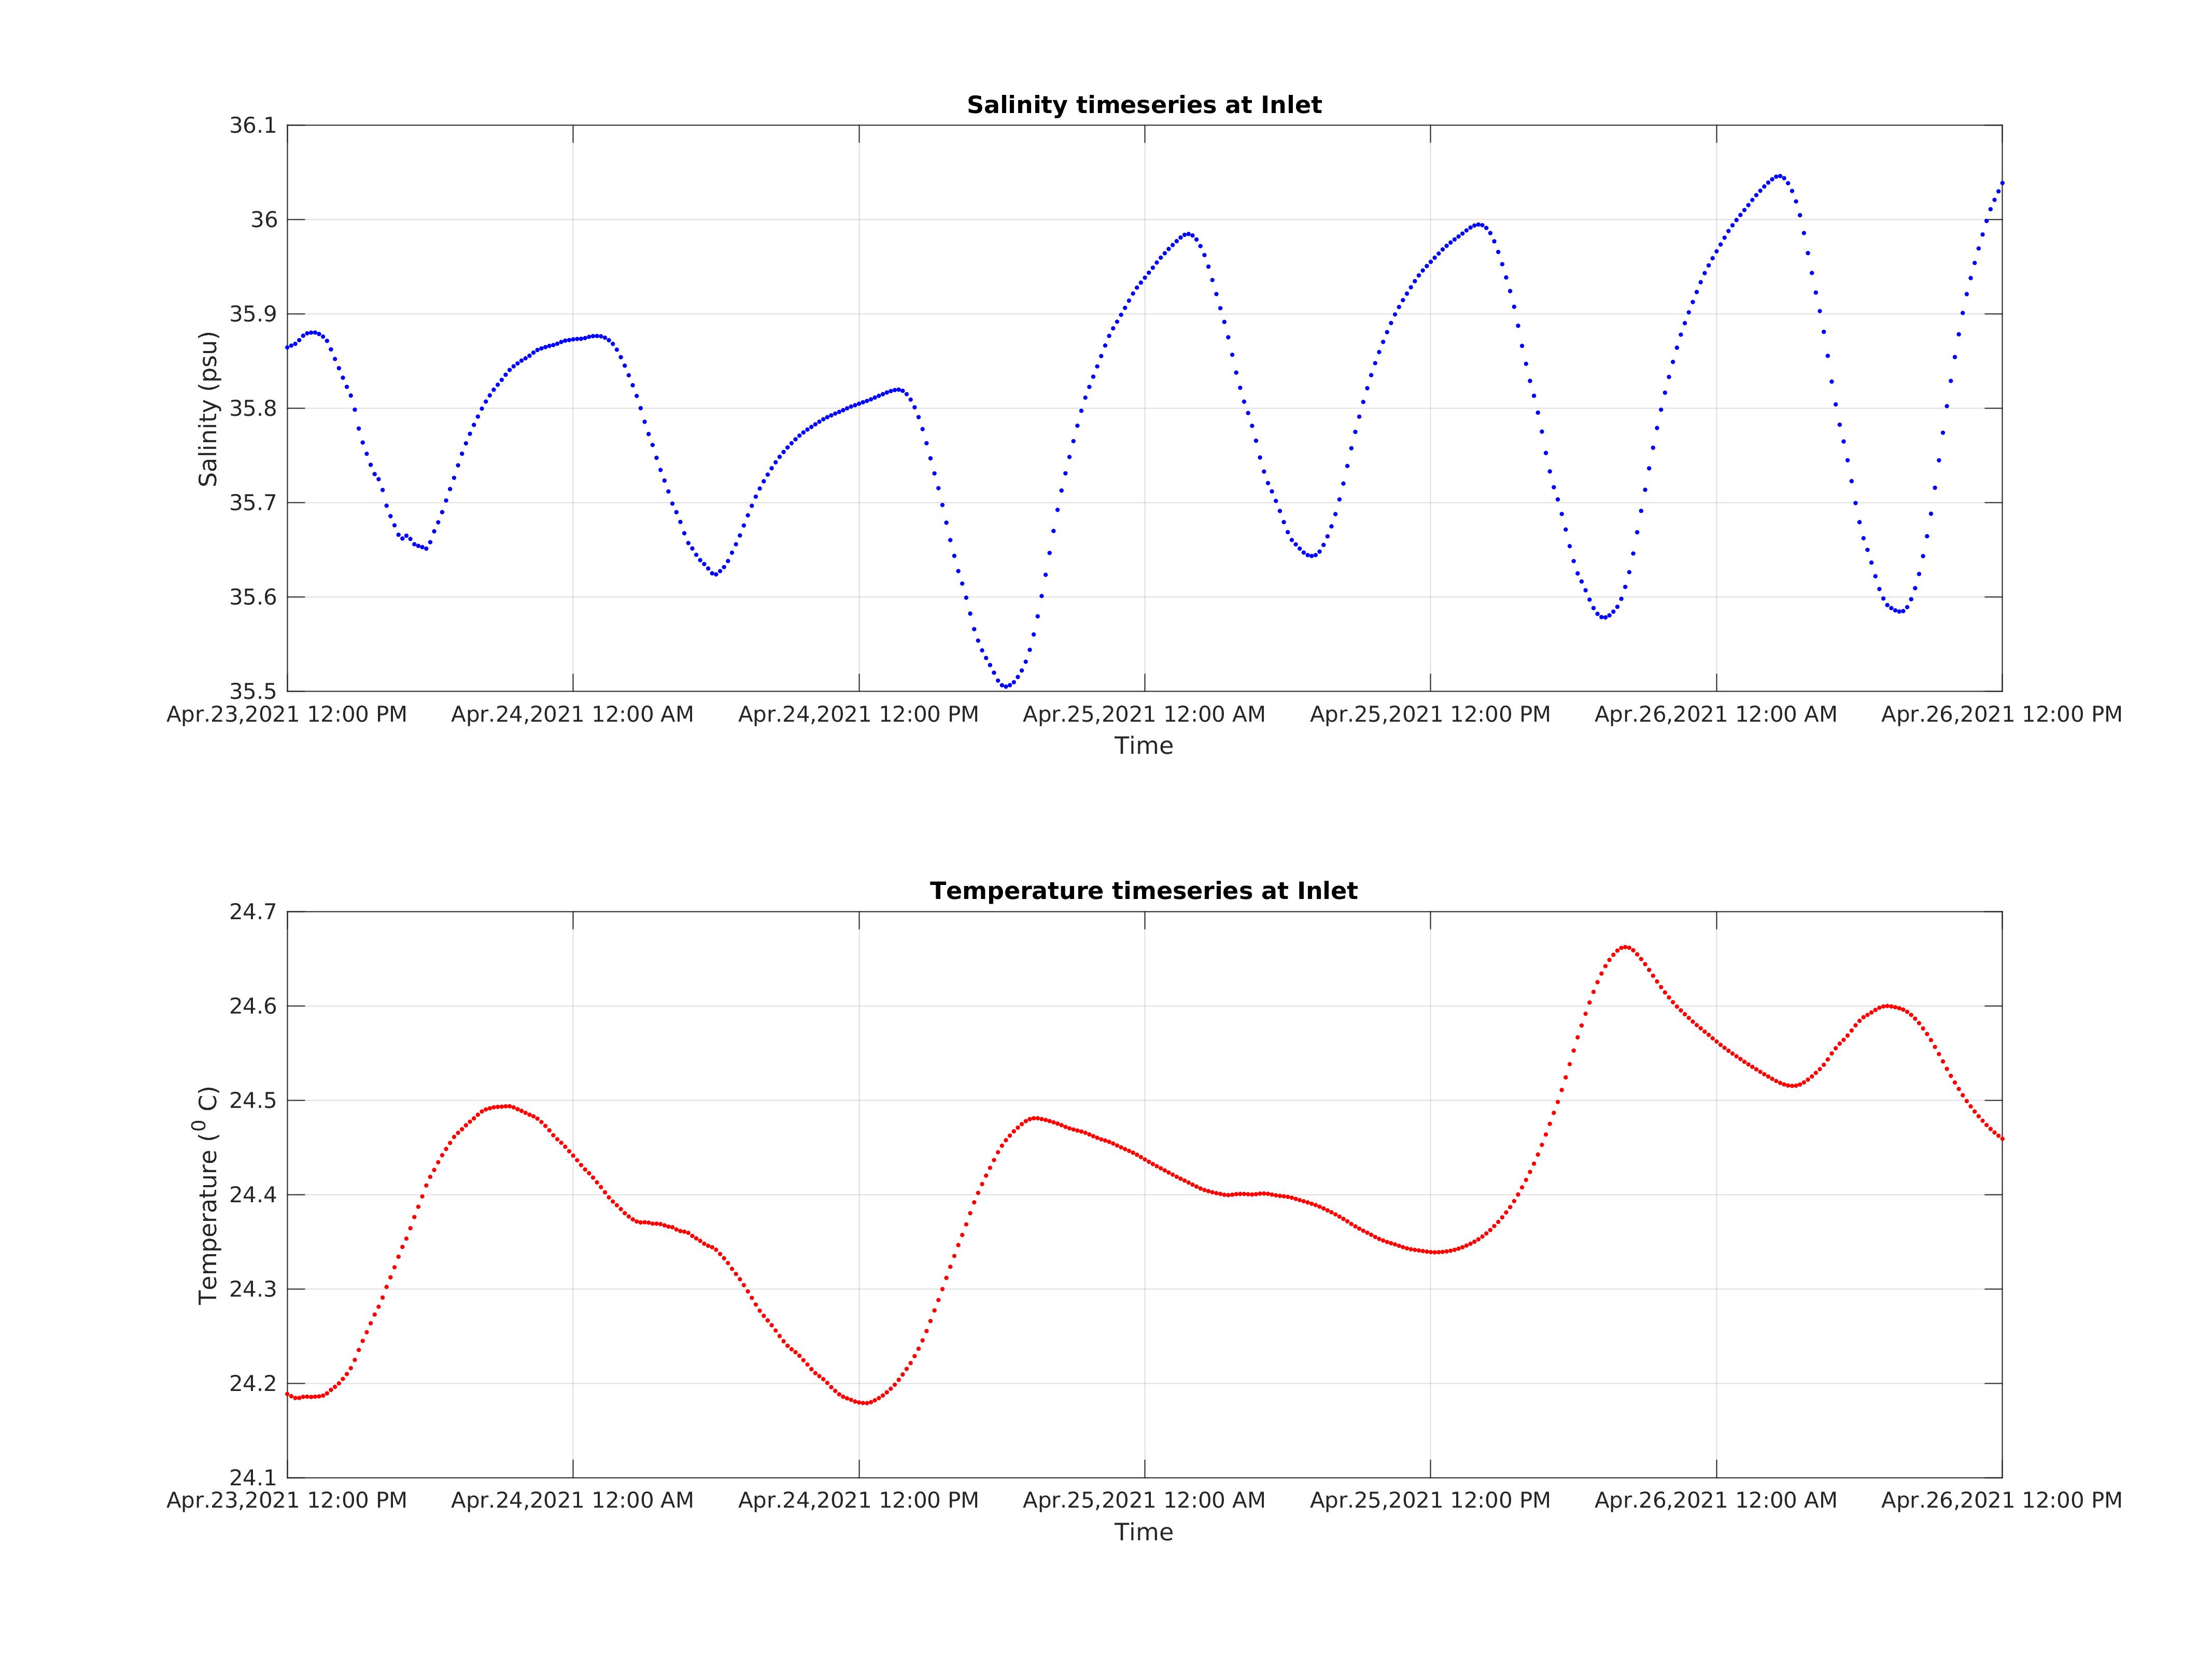 Salinity timeseries at Inlet
36.1
36
35.9
35.8
35.7
35.6
35.5
Salinity (psu)
Apr.23,2021 12:00 PM Apr.24,2021 12:00 AM Apr.24,2021 12:00 PM Apr.25,2021 12:00 AM Apr.25,2021 12:00 PM Apr.26,2021 12:00 AM Apr.26,2021 12:00 PM
Time
Temperature timeseries at Inlet
24.7
24.6
24.5
24.4
24.3
24.2
24.1
Temperature (⁰ C)
Apr.23,2021 12:00 PM Apr.24,2021 12:00 AM Apr.24,2021 12:00 PM Apr.25,2021 12:00 AM Apr.25,2021 12:00 PM Apr.26,2021 12:00 AM Apr.26,2021 12:00 PM
Time